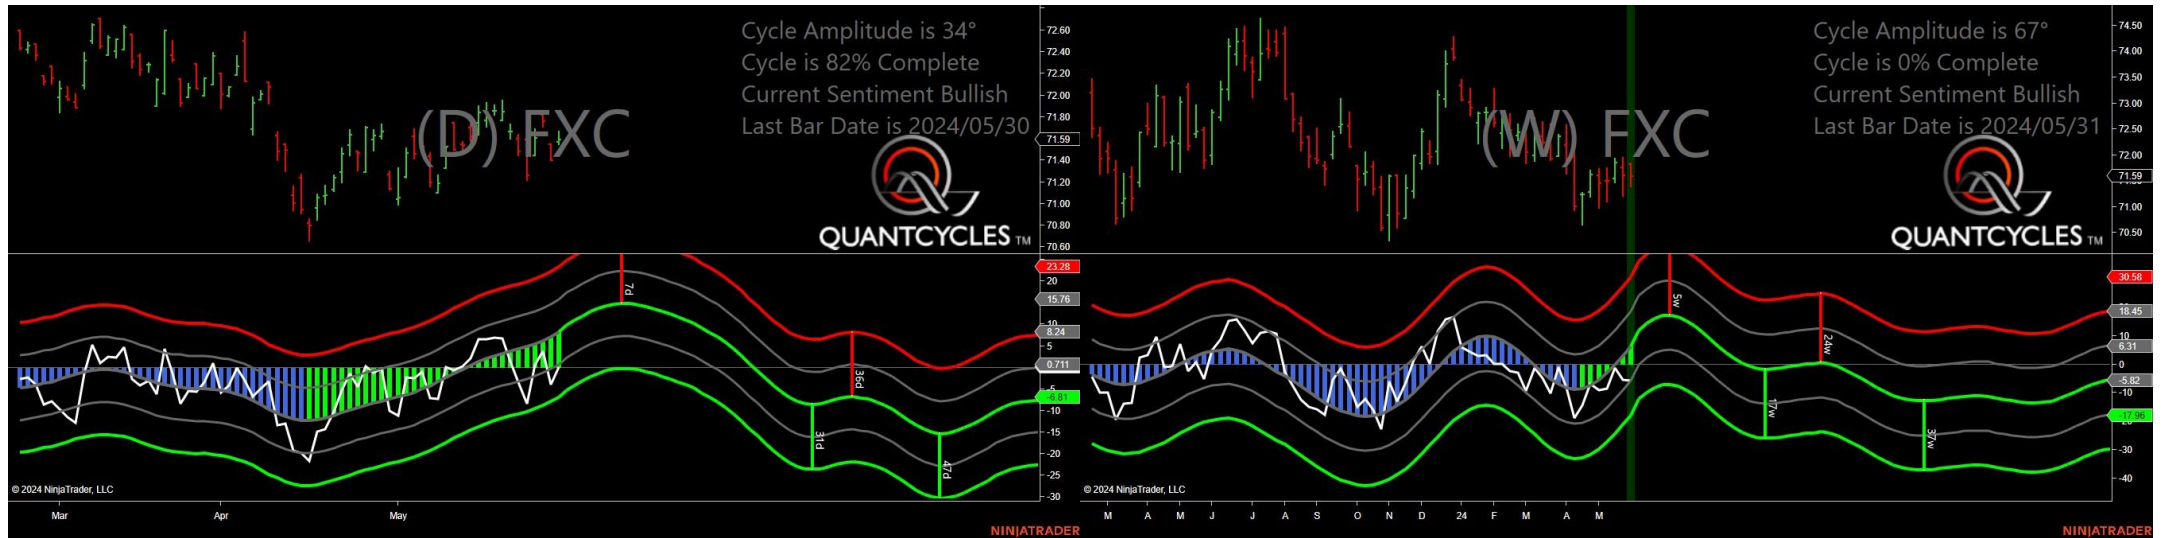 Cycle Amplitude is 34°
Cycle is 82% Complete
Current Sentiment Bullish
Last Bar Date is 2024/05/30
(D) FXC
QUANTCYCLES TM
72.60
72.40
72.20
72.00
71.80
71.59
71.40
71.20
71.00
70.80
70.60
23.28
20
15.76
10
8.24
5
0.711
-5
-6.81
-10
-15
-20
-25
-30
7d
36d
31d
47d
© 2024 NinjaTrader, LLC
Mar Apr May
NINJATRADER
Cycle Amplitude is 67°
Cycle is 0% Complete
Current Sentiment Bullish
Last Bar Date is 2024/05/31
(W) FXC
QUANTCYCLES TM
74.50
74.00
73.50
73.00
72.50
72.00
71.59
71.00
70.50
30.58
18.45
10
6.31
0
-5.82
-10
-17.96
-30
-40
5w
24w
17w
37w
© 2024 NinjaTrader, LLC
M A M J J A S O N D 24 F M A M
NINJATRADER